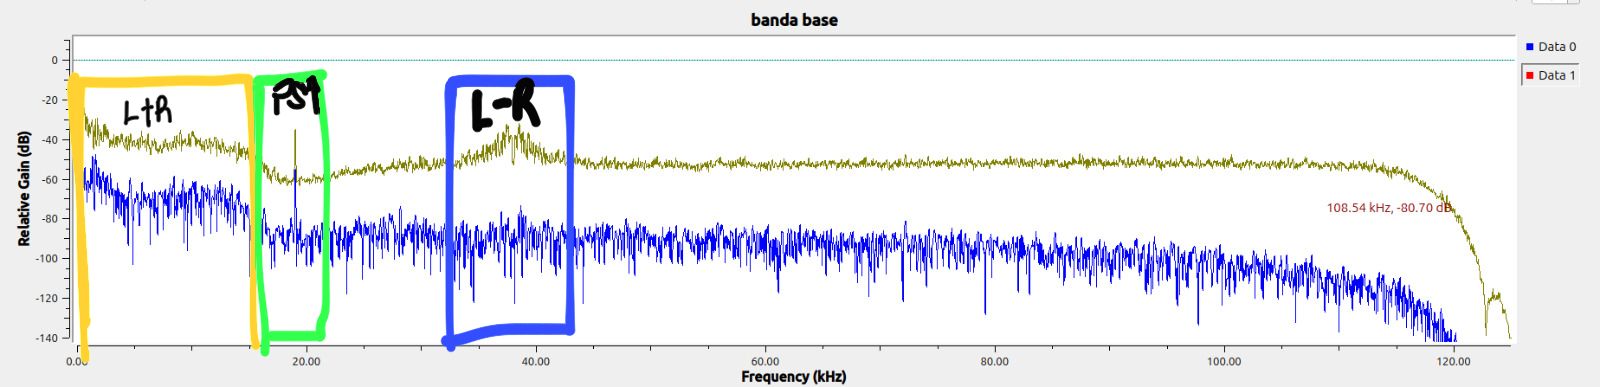 banda base
Data 0
Data 1
Relative Gain (dB)
0
-20
-40
-60
-80
-100
-120
-140
L+R
L-R
108.54 kHz, -80.70 dB
0.00
20.00
40.00
60.00
80.00
100.00
120.00
Frequency (kHz)